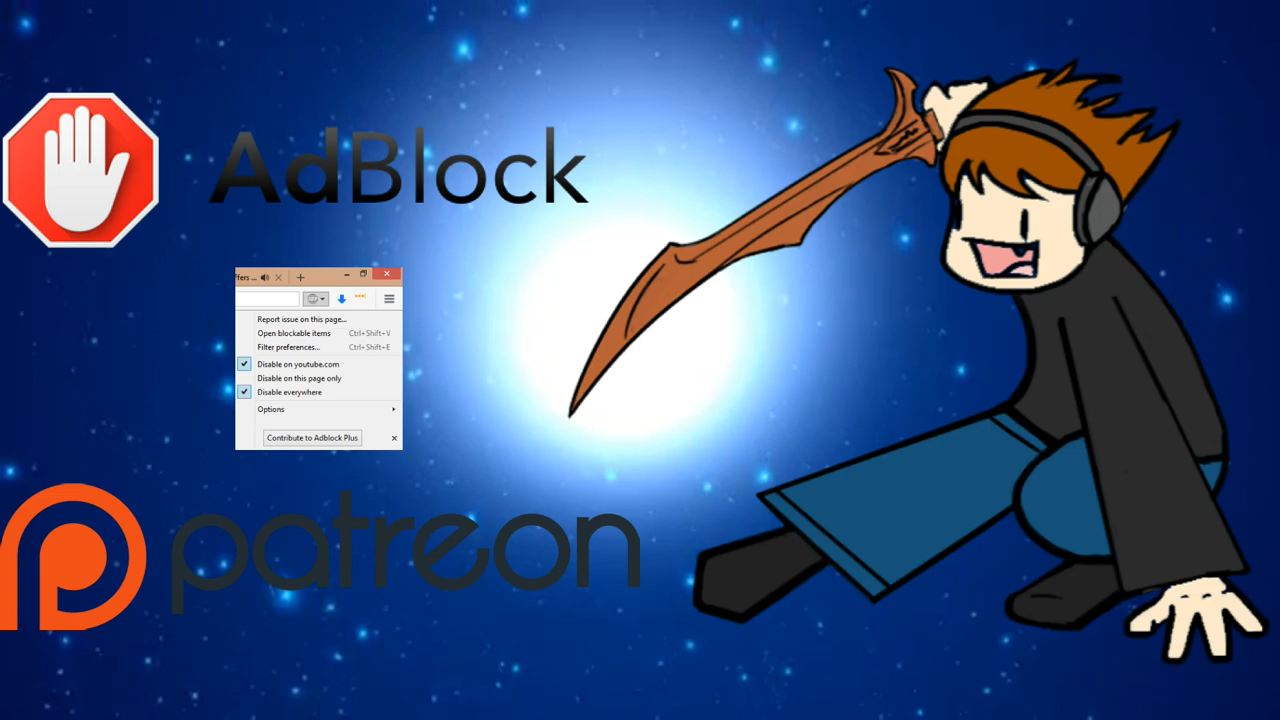 AdBlock
ffers ...
Report issue on this page...
Open blockable items Ctrl+Shift+V
Filter preferences... Ctrl+Shift+E
Disable on youtube.com
Disable on this page only
Disable everywhere
Options
Contribute to Adblock Plus
patreon